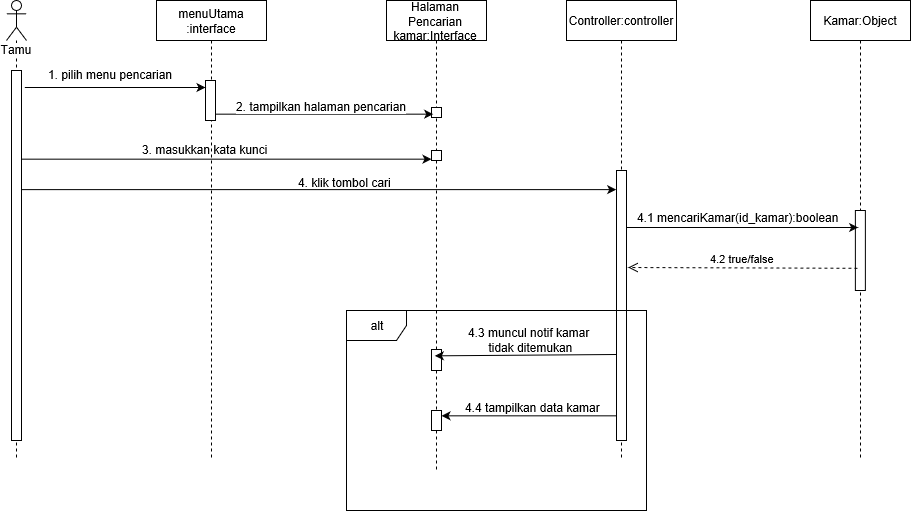 Tamu
menuUtama
:interface
Halaman
Pencarian
kamar:Interface
Controller:controller
Kamar:Object
1. pilih menu pencarian
2. tampilkan halaman pencarian
3. masukkan kata kunci
4. klik tombol cari
4.1 mencariKamar(id_kamar):boolean
4.2 true/false
alt
4.3 muncul notif kamar
tidak ditemukan
4.4 tampilkan data kamar